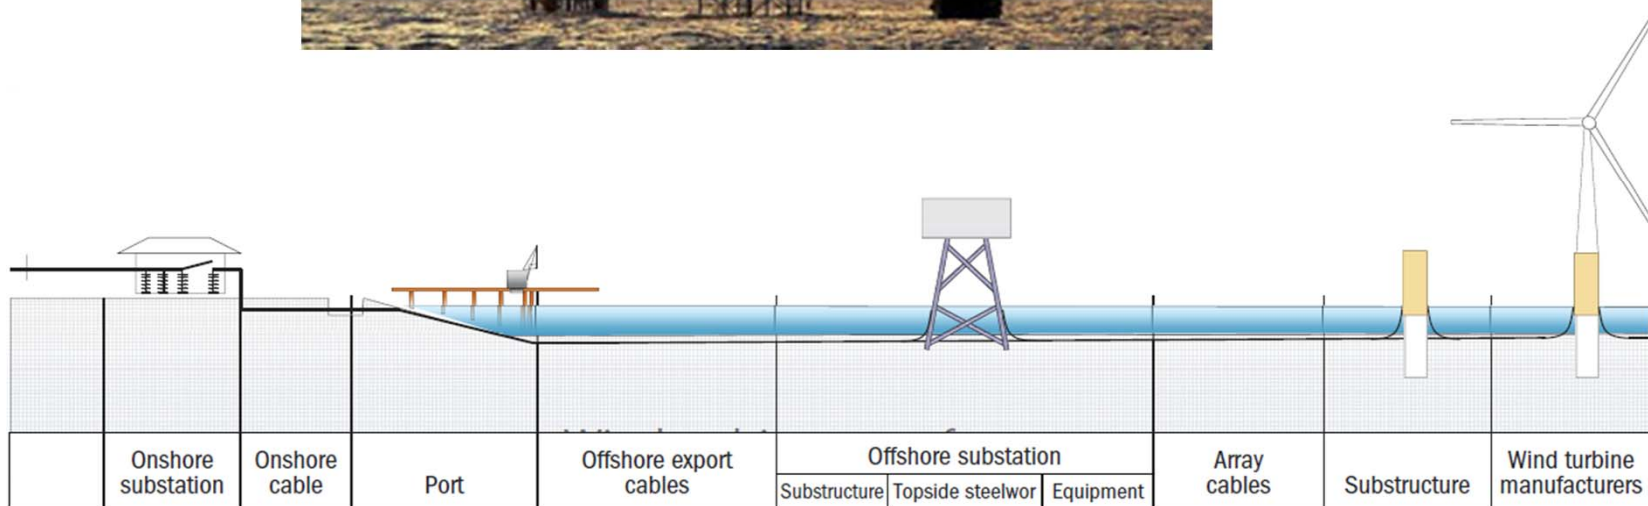 Onshore
substation
Onshore
cable
Port
Offshore export
cables
Offshore substation
Substructure
Topside steelwor
Equipment
Array
cables
Substructure
Wind turbine
manufacturers